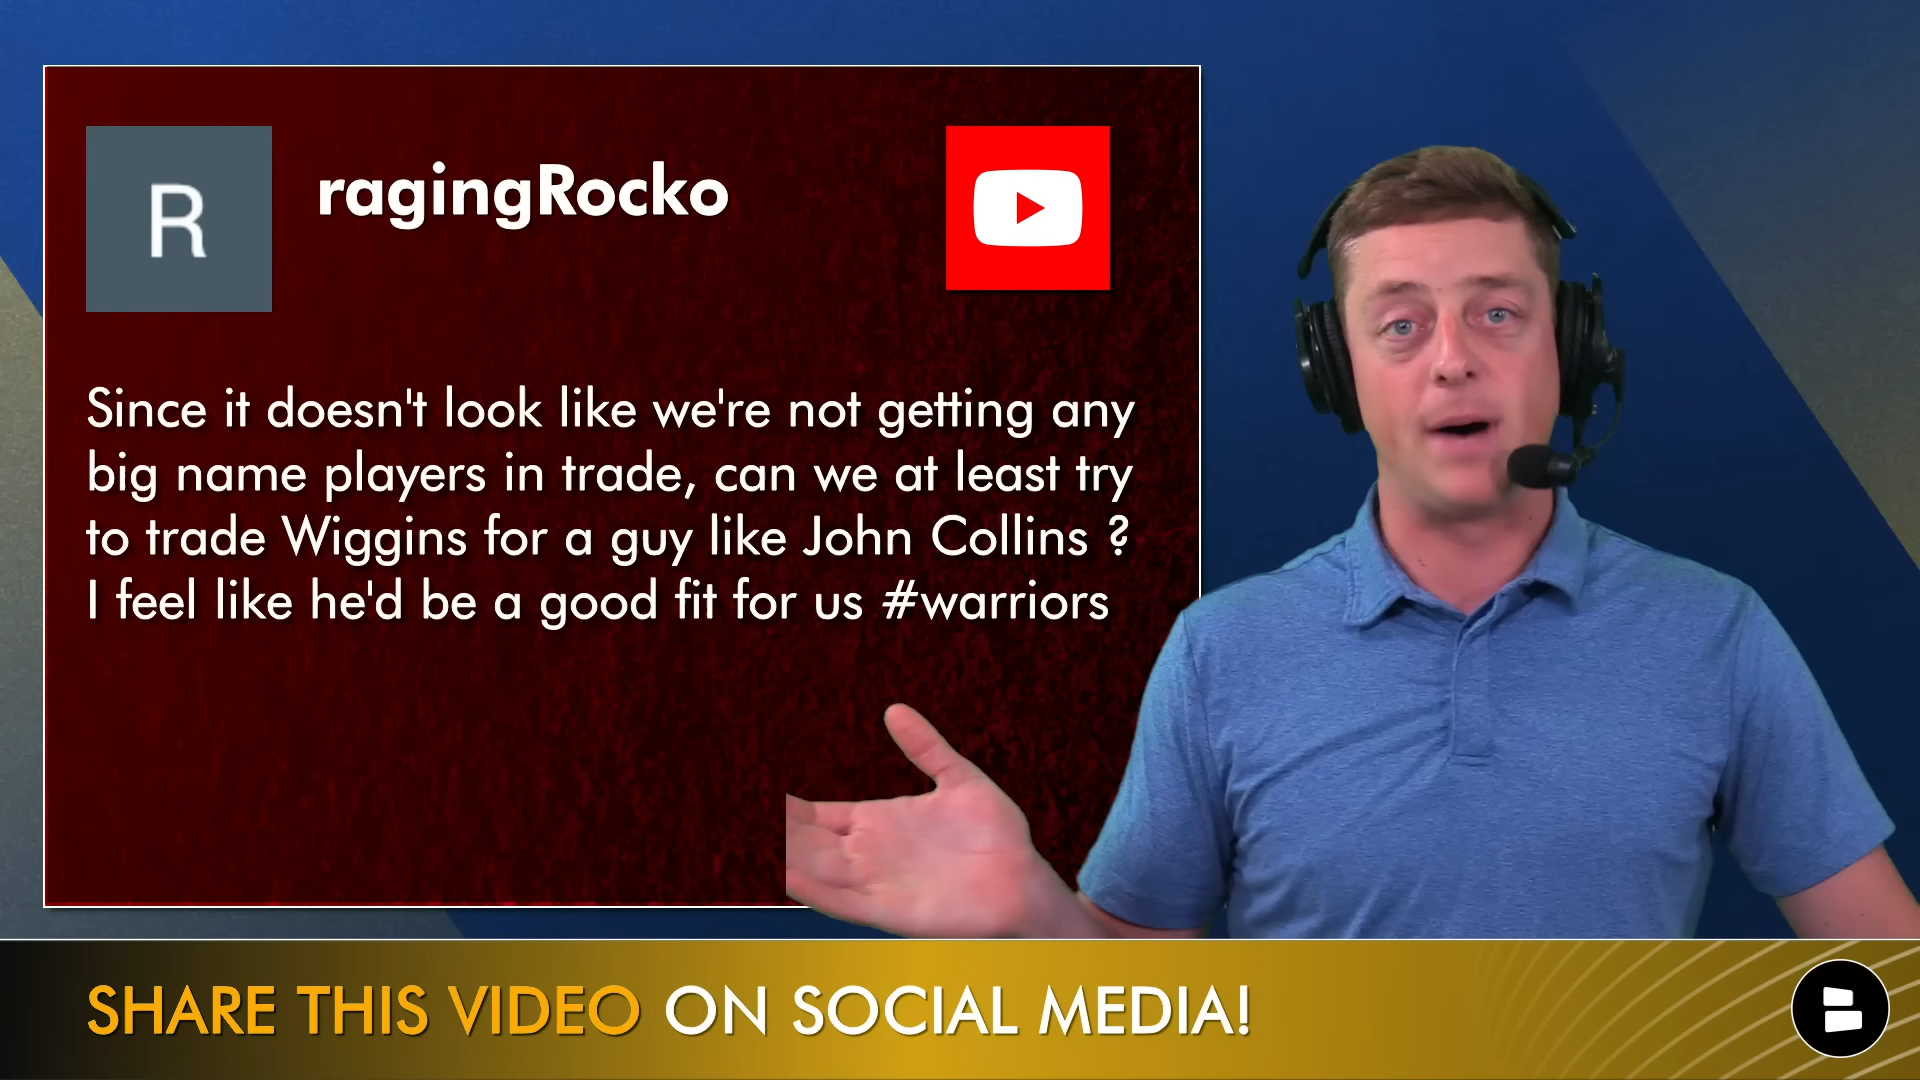 R
ragingRocko
Since it doesn't look like we're not getting any
big name players in trade, can we at least try
to trade Wiggins for a guy like John Collins ?
I feel like he'd be a good fit for us #warriors
SHARE THIS VIDEO ON SOCIAL MEDIA!